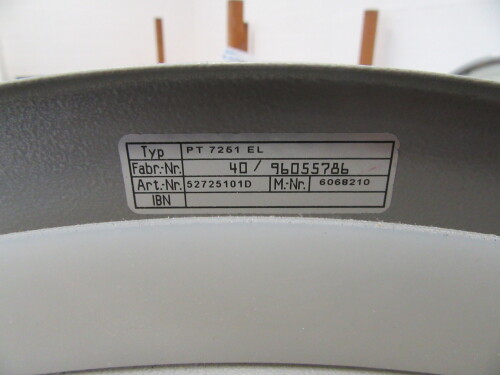 Typ PT 7251 EL
Fabr.-Nr. 40 / 96055786
Art.-Nr. 52725101D M.-Nr. 6068210
IBN